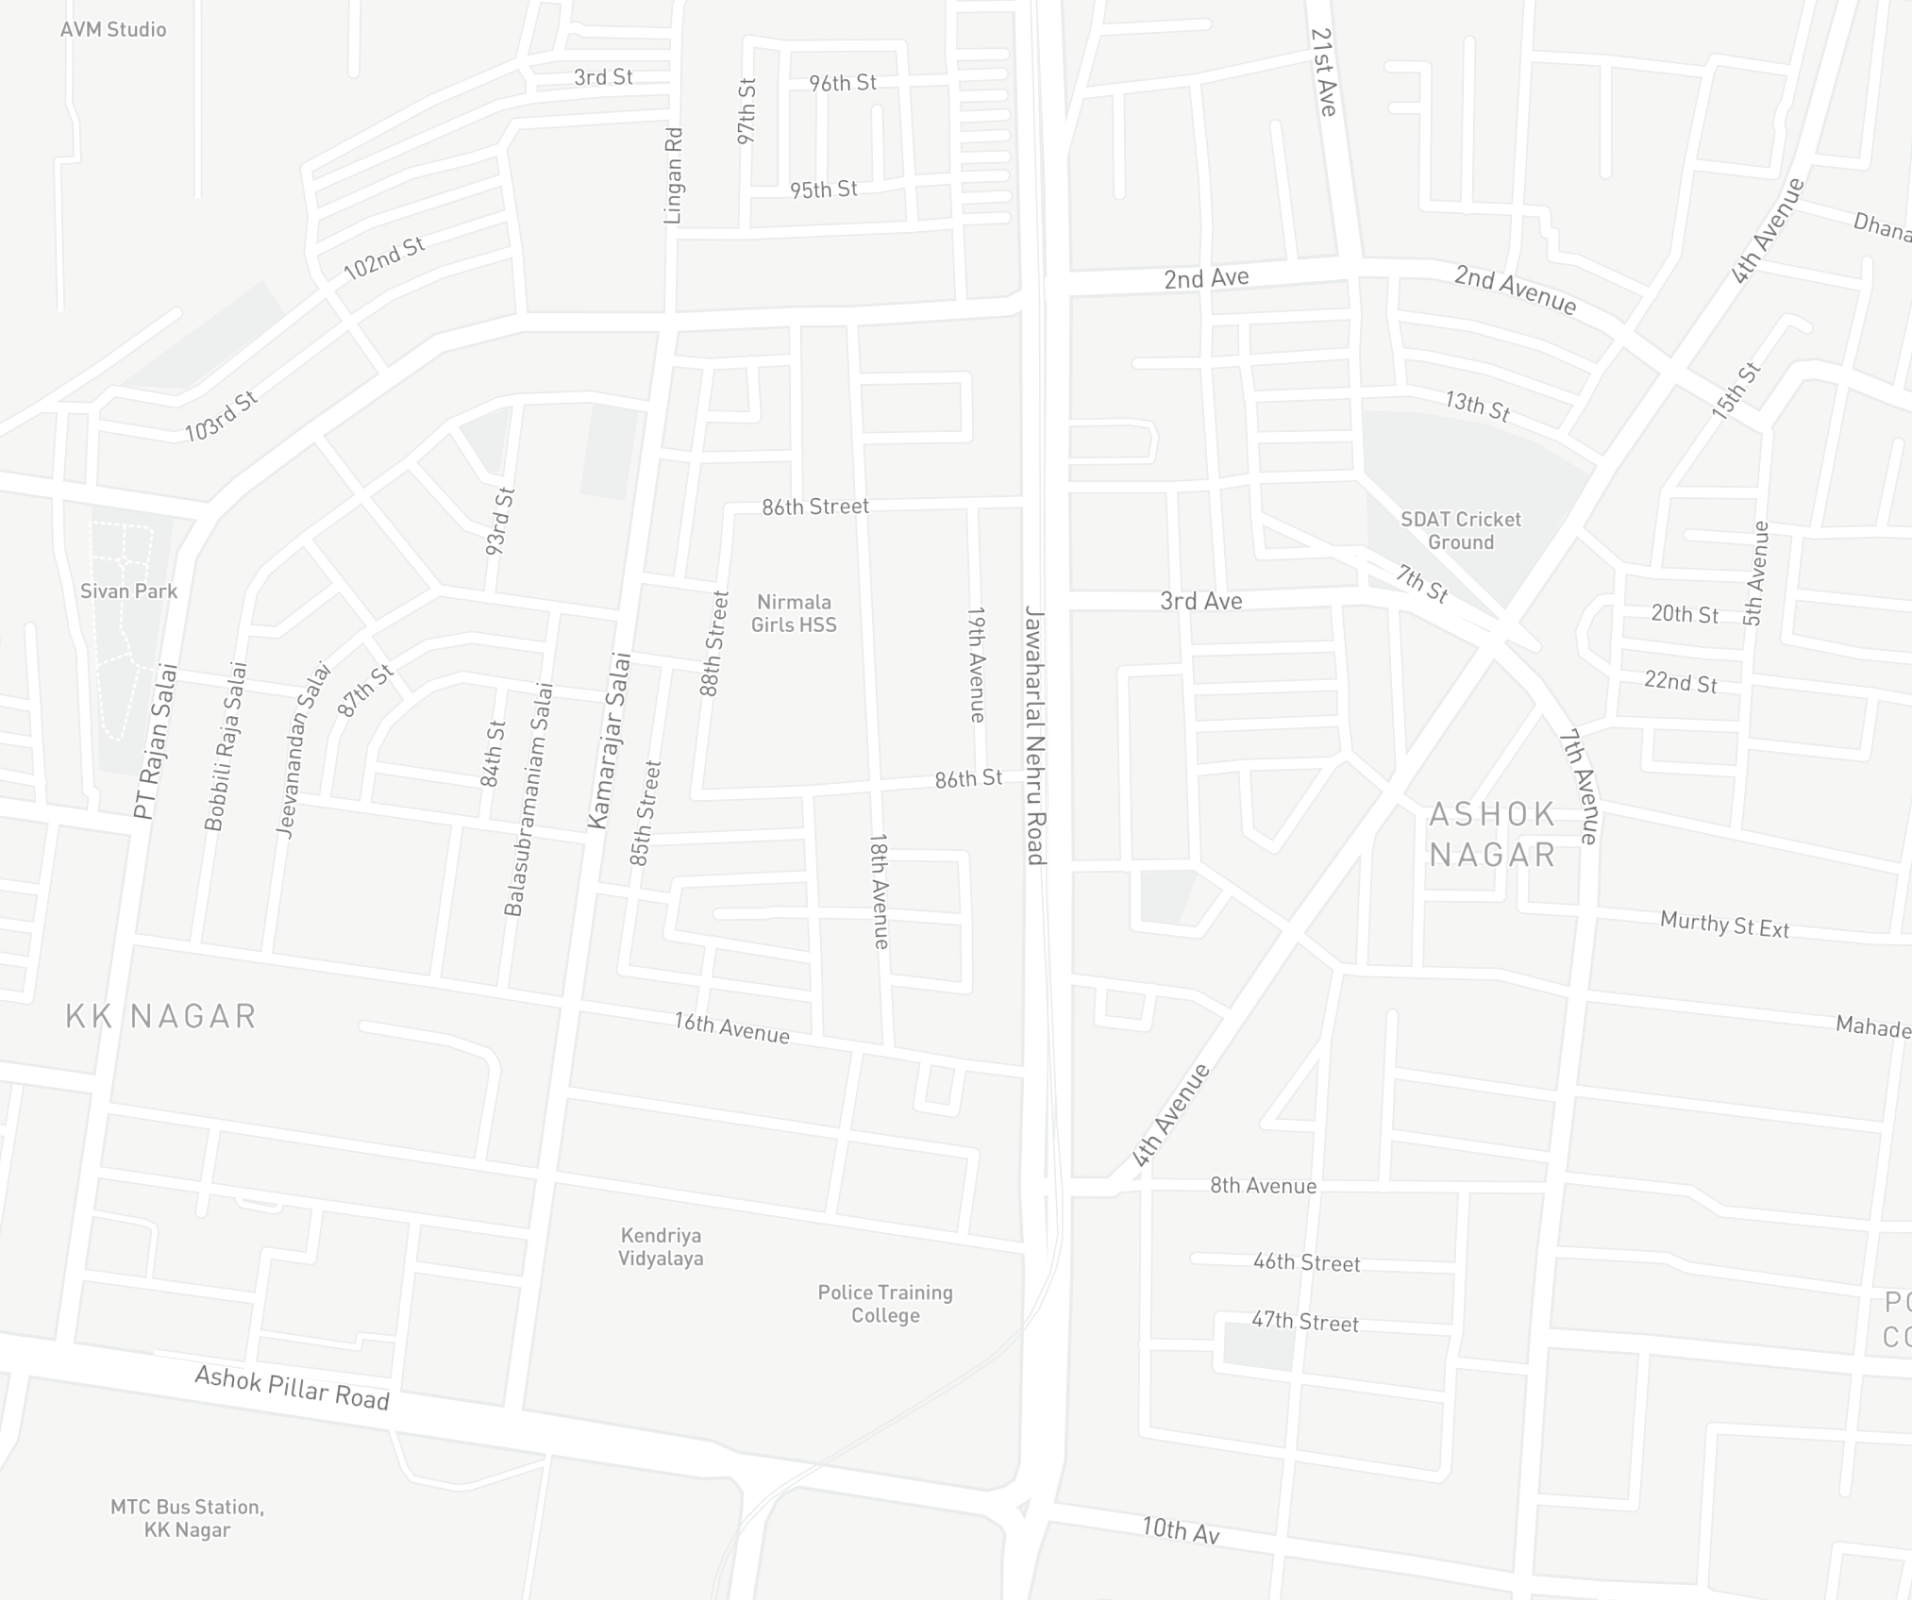 AVM Studio
3rd St
97th St
96th St
95th St
Lingan Rd
21st Ave
4th Avenue
102nd St
2nd Ave
2nd Avenue
103rd St
15th St
13th St
93rd St
86th Street
SDAT Cricket
Ground
5th Avenue
7th St
Sivan Park
Nirmala
Girls HSS
3rd Ave
20th St
22nd St
88th Street
19th Avenue
Jawaharlal Nehru Road
PT Rajan Salai
Bobbili Raja Salai
Jeevanandan Salai
87th St
84th St
Balasubramaniam Salai
Kamarajar Salai
85th Street
86th St
7th Avenue
ASHOK
NAGAR
18th Avenue
Murthy St Ext
KK NAGAR
16th Avenue
Mahade
4th Avenue
8th Avenue
Kendriya
Vidyalaya
46th Street
Police Training
College
47th Street
Ashok Pillar Road
MTC Bus Station,
KK Nagar
10th Av
Dhana